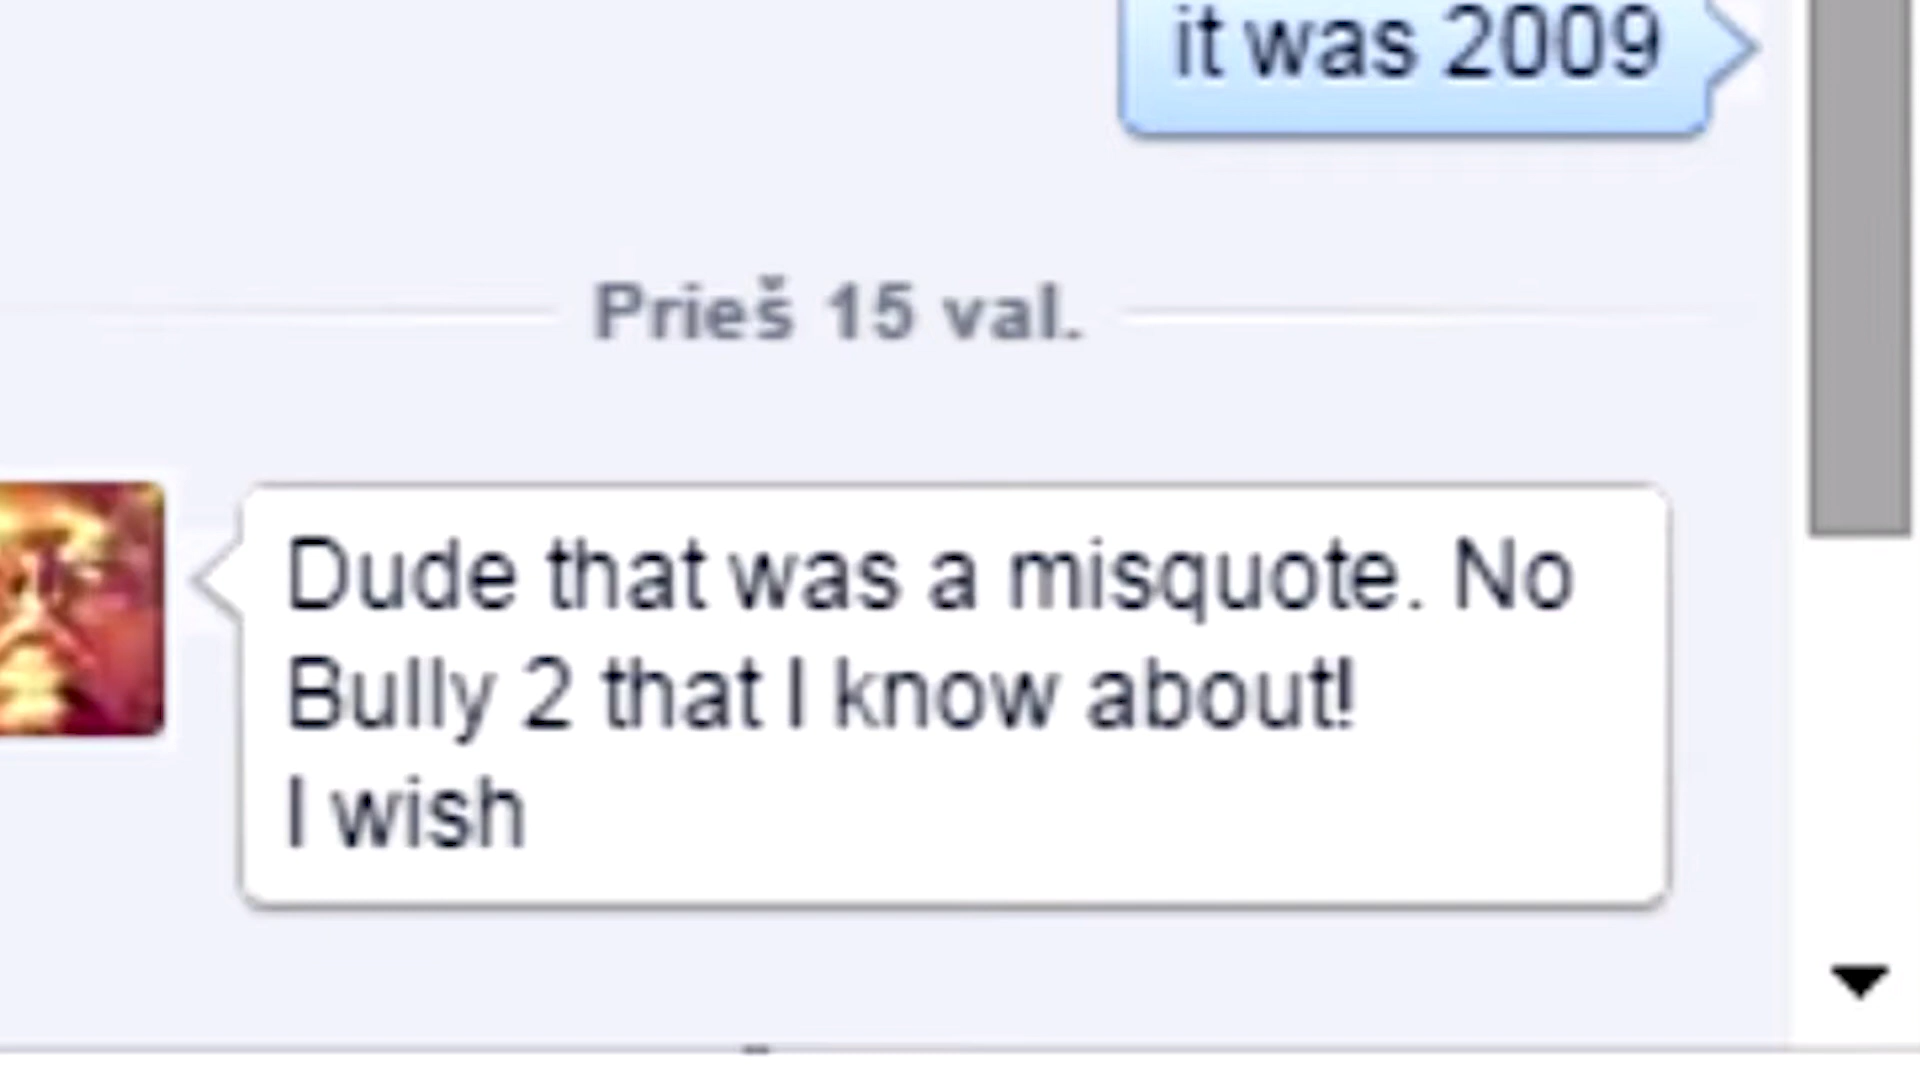 it was 2009
Prieš 15 val.
Dude that was a misquote. No
Bully 2 that I know about!
I wish